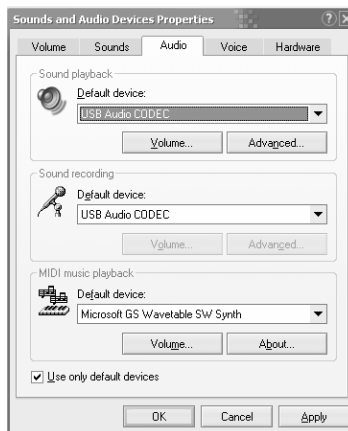 Sounds and Audio Devices Properties
Volume Sounds Audio Voice Hardware
Sound playback
Default device:
USB Audio CODEC
Volume... Advanced...
Sound recording
Default device:
USB Audio CODEC
Volume... Advanced...
MIDI music playback
Default device:
Microsoft GS Wavetable SW Synth
Volume... About...
Use only default devices
OK Cancel Apply